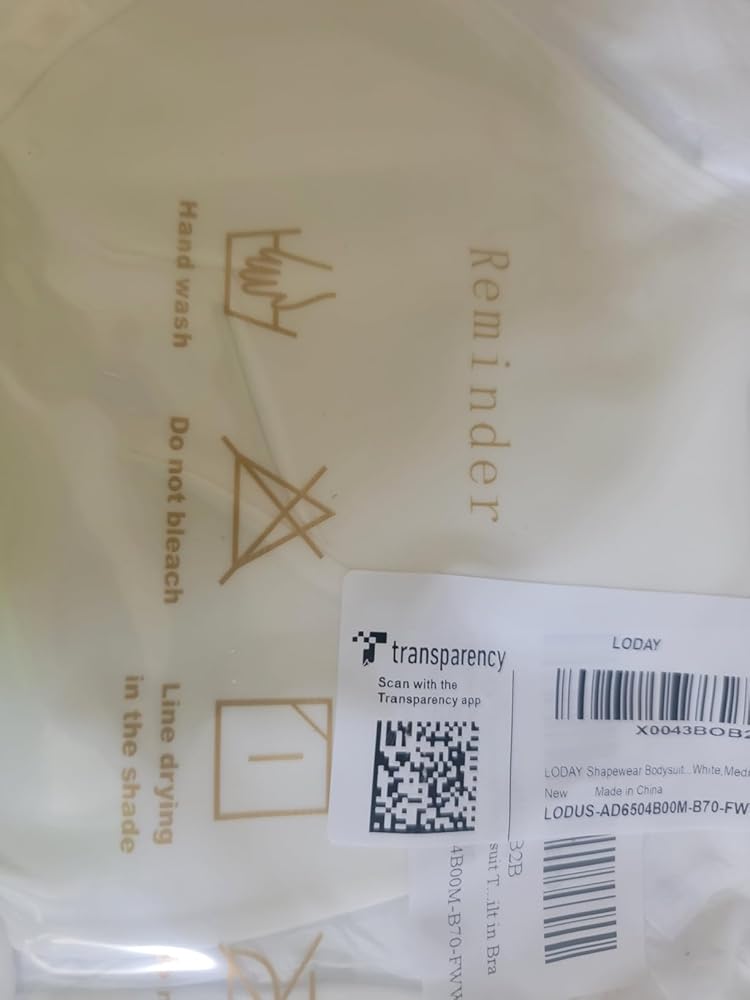 Reminder
Hand wash
Do not bleach
Line drying
in the shade
transparency
Scan with the
Transparency app
LODAY
X0043BOB2
LODAY Shapewear Bodysuit...White,Med
New Made in China
LODUS-AD6504B00M-B70-FW
32B
suit T...ilt in Bra
4B00M-B70-FWW